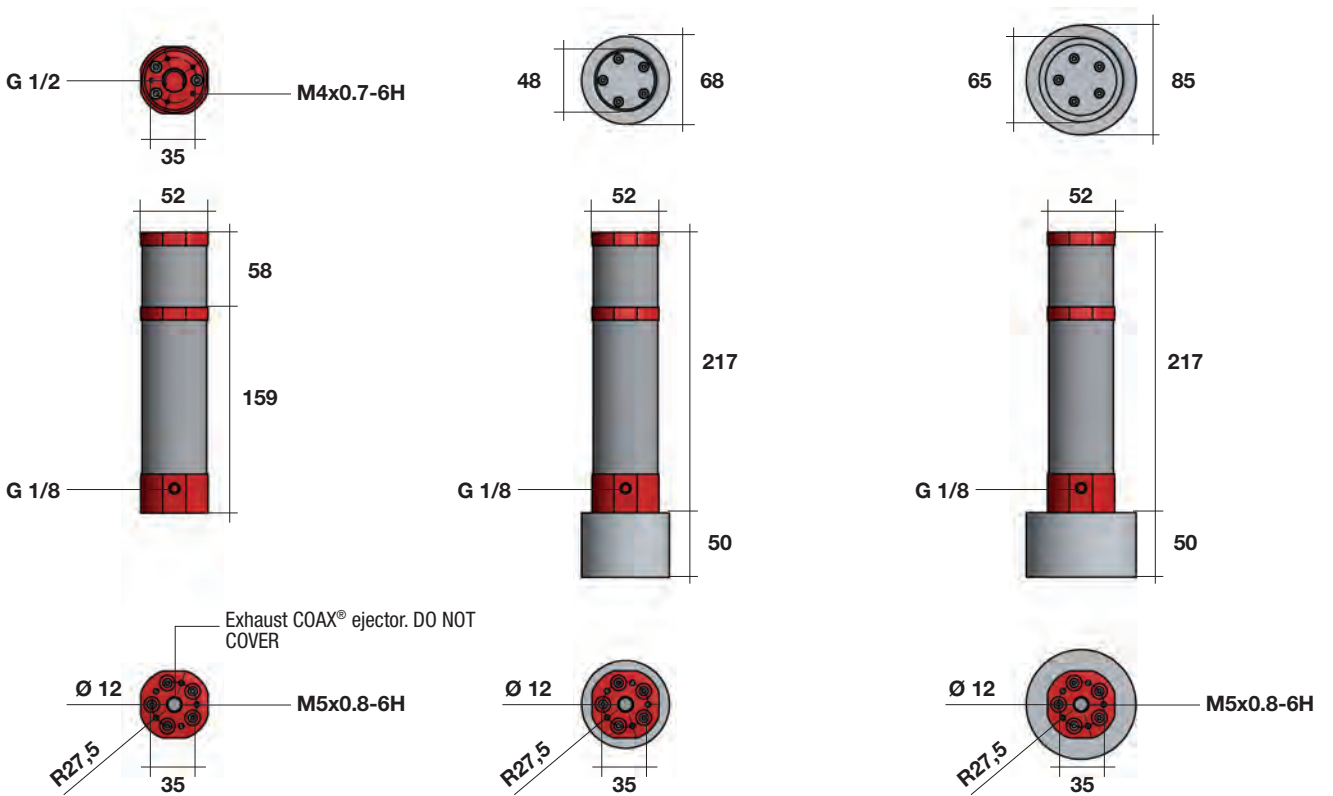 G 1/2
M4x0.7-6H
35
48
68
65
85
52
58
159
G 1/8
52
217
G 1/8
50
52
217
G 1/8
50
Exhaust COAX® ejector. DO NOT
COVER
Ø 12
M5x0.8-6H
R27,5
35
Ø 12
R27,5
35
Ø 12
M5x0.8-6H
R27,5
35